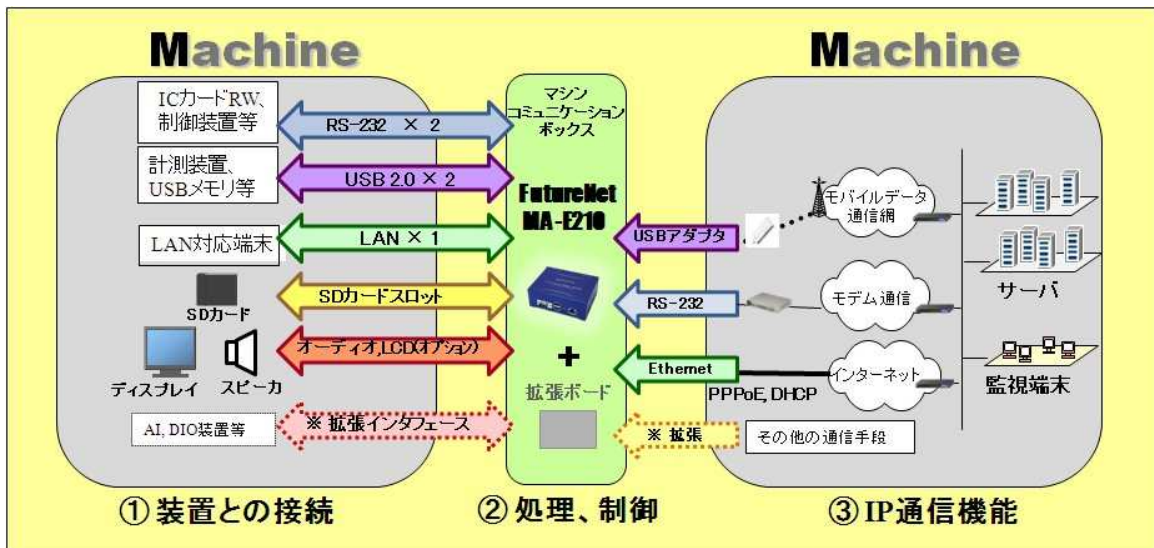 Machine
ICカードRW、
制御装置等
計測装置、
USBメモリ等
LAN対応端末
SDカード
ディスプレイ
スピーカ
AI, DIO装置等
RS-232 × 2
USB 2.0 × 2
LAN × 1
SDカードスロット
オーディオ,LCD(オプション)
※ 拡張インタフェース
マシン
コミュニケーション
ボックス
FutureNet
MA-E210
+
拡張ボード
Machine
USBアダプタ
RS-232
Ethernet
PPPoE, DHCP
※ 拡張
モバイルデータ
通信網
モデム通信
インターネット
その他の通信手段
サーバ
監視端末
① 装置との接続
② 処理、制御
③ IP通信機能